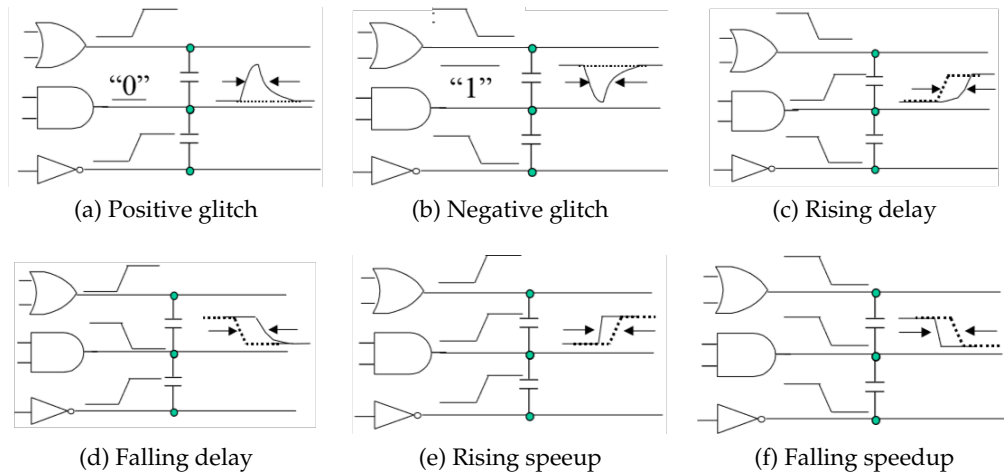 “0”
“1”
(a) Positive glitch
(b) Negative glitch
(c) Rising delay
(d) Falling delay
(e) Rising speeup
(f) Falling speedup